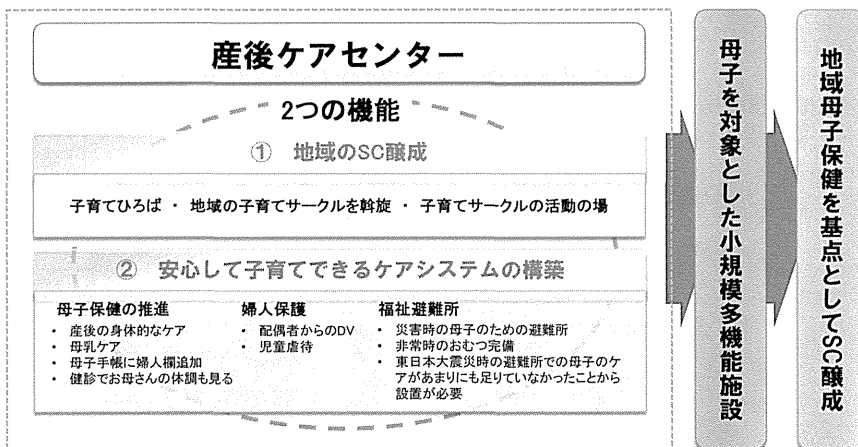 産後ケアセンター
2つの機能
① 地域のSC醸成
子育てひろば ・ 地域の子育てサークルを斡旋 ・ 子育てサークルの活動の場
② 安心して子育てできるケアシステムの構築
母子保健の推進
• 産後の身体的なケア
• 母乳ケア
• 母子手帳に婦人欄追加
• 健診でお母さんの体調も見る
婦人保護
• 配偶者からのDV
• 児童虐待
福祉避難所
• 災害時の母子のための避難所
• 非常時のおむつ完備
• 東日本大震災時の避難所での母子のケ
アがあまりにも足りていなかったことから
設置が必要
母子を対象とした小規模多機能施設
地域母子保健を基点としてSC醸成